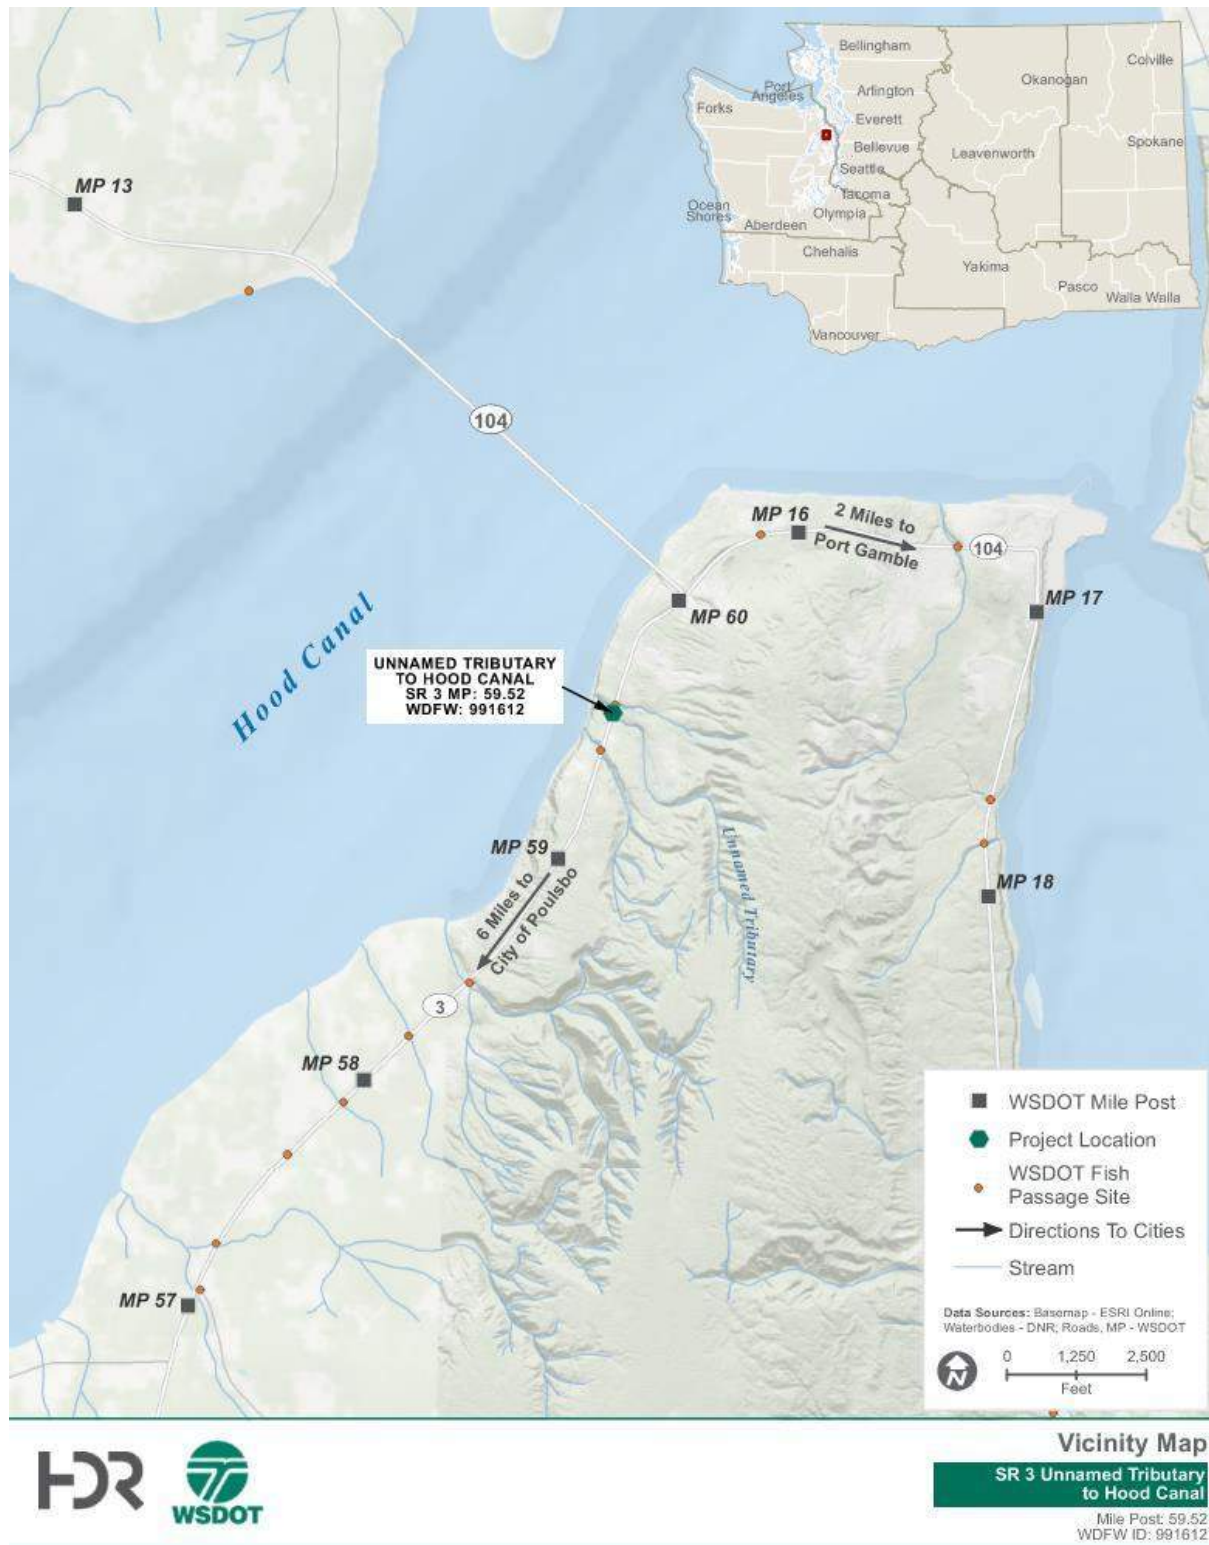 Bellingham
Colville
Okanogan
Port
Angeles
Arlington
Forks
Everett
Spokane
Bellevue
Leavenworth
Seattle
Tacoma
Ocean
Shores
Olympia
Aberdeen
Chehalis
Yakima
Pasco
Walla Walla
Vancouver
MP 13
104
MP 16
2 Miles to
Port Gamble
104
MP 60
MP 17
Hood Canal
UNNAMED TRIBUTARY
TO HOOD CANAL
SR 3 MP: 59.52
WDFW: 991612
MP 59
Unnamed Tributary
MP 18
6 Miles to
City of Poulsbo
3
MP 58
MP 57
WSDOT Mile Post
Project Location
WSDOT Fish
Passage Site
Directions To Cities
Stream
Data Sources: Basemap - ESRI Online;
Waterbodies - DNR; Roads, MP - WSDOT
N
0 1,250 2,500
Feet
HDR
WSDOT
Vicinity Map
SR 3 Unnamed Tributary
to Hood Canal
Mile Post: 59.52
WDFW ID: 991612